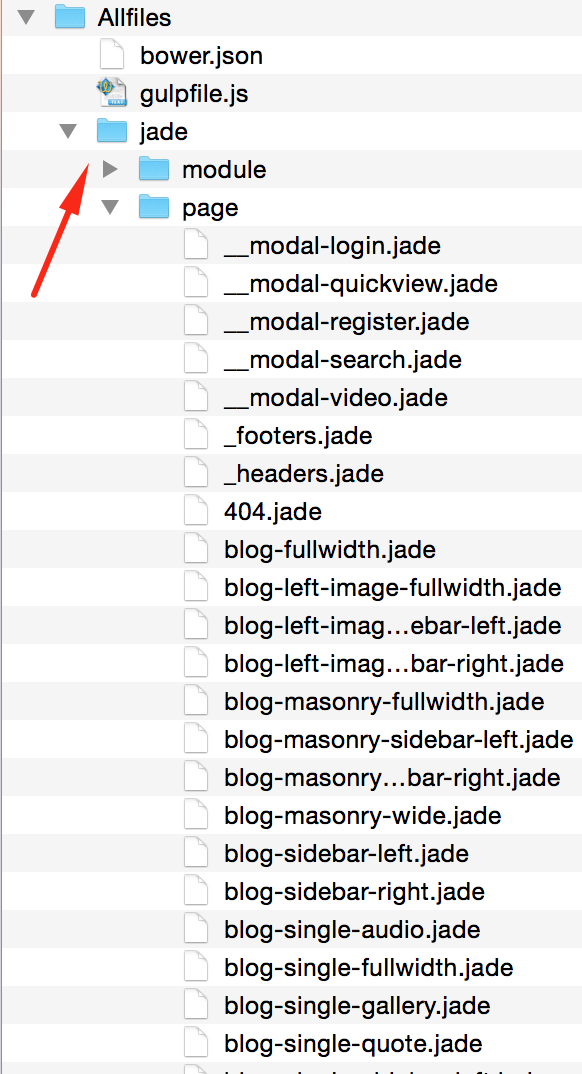 Allfiles
bower.json
gulpfile.js
jade
module
page
__modal-login.jade
__modal-quickview.jade
__modal-register.jade
__modal-search.jade
__modal-video.jade
_footers.jade
_headers.jade
404.jade
blog-fullwidth.jade
blog-left-image-fullwidth.jade
blog-left-imag…ebar-left.jade
blog-left-imag…bar-right.jade
blog-masonry-fullwidth.jade
blog-masonry-sidebar-left.jade
blog-masonry…bar-right.jade
blog-masonry-wide.jade
blog-sidebar-left.jade
blog-sidebar-right.jade
blog-single-audio.jade
blog-single-fullwidth.jade
blog-single-gallery.jade
blog-single-quote.jade